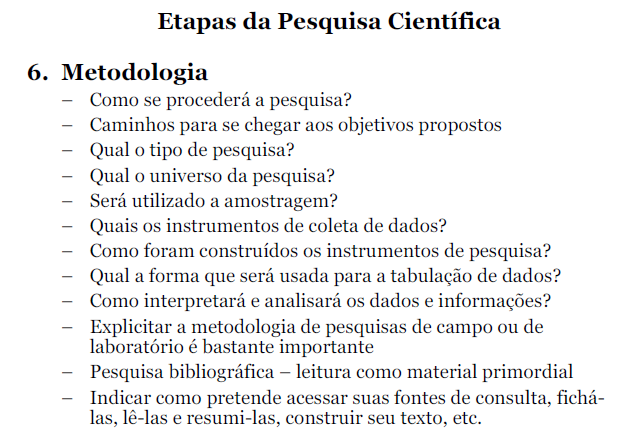 Etapas da Pesquisa Científica
6. Metodologia
– Como se procederá a pesquisa?
– Caminhos para se chegar aos objetivos propostos
– Qual o tipo de pesquisa?
– Qual o universo da pesquisa?
– Será utilizado a amostragem?
– Quais os instrumentos de coleta de dados?
– Como foram construídos os instrumentos de pesquisa?
– Qual a forma que será usada para a tabulação de dados?
– Como interpretará e analisará os dados e informações?
– Explicitar a metodologia de pesquisas de campo ou de
laboratório é bastante importante
– Pesquisa bibliográfica – leitura como material primordial
– Indicar como pretende acessar suas fontes de consulta, fichá-
las, lê-las e resumi-las, construir seu texto, etc.